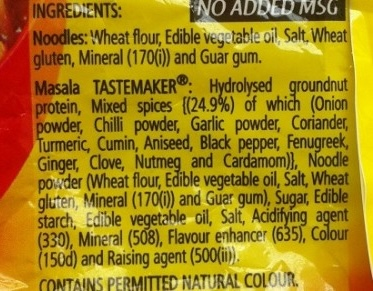 NO ADDED MSG
INGREDIENTS:
Noodles: Wheat flour, Edible vegetable oil, Salt, Wheat
gluten, Mineral (170(i)) and Guar gum.
Masala TASTEMAKER®: Hydrolysed groundnut
protein, Mixed spices {(24.9%) of which (Onion
powder, Chilli powder, Garlic powder, Coriander,
Turmeric, Cumin, Aniseed, Black pepper, Fenugreek,
Ginger, Clove, Nutmeg and Cardamom)}, Noodle
powder (Wheat flour, Edible vegetable oil, Salt, Wheat
gluten, Mineral (170(i)) and Guar gum), Sugar, Edible
starch, Edible vegetable oil, Salt, Acidifying agent
(330), Mineral (508), Flavour enhancer (635), Colour
(150d) and Raising agent (500(ii)).
CONTAINS PERMITTED NATURAL COLOUR.